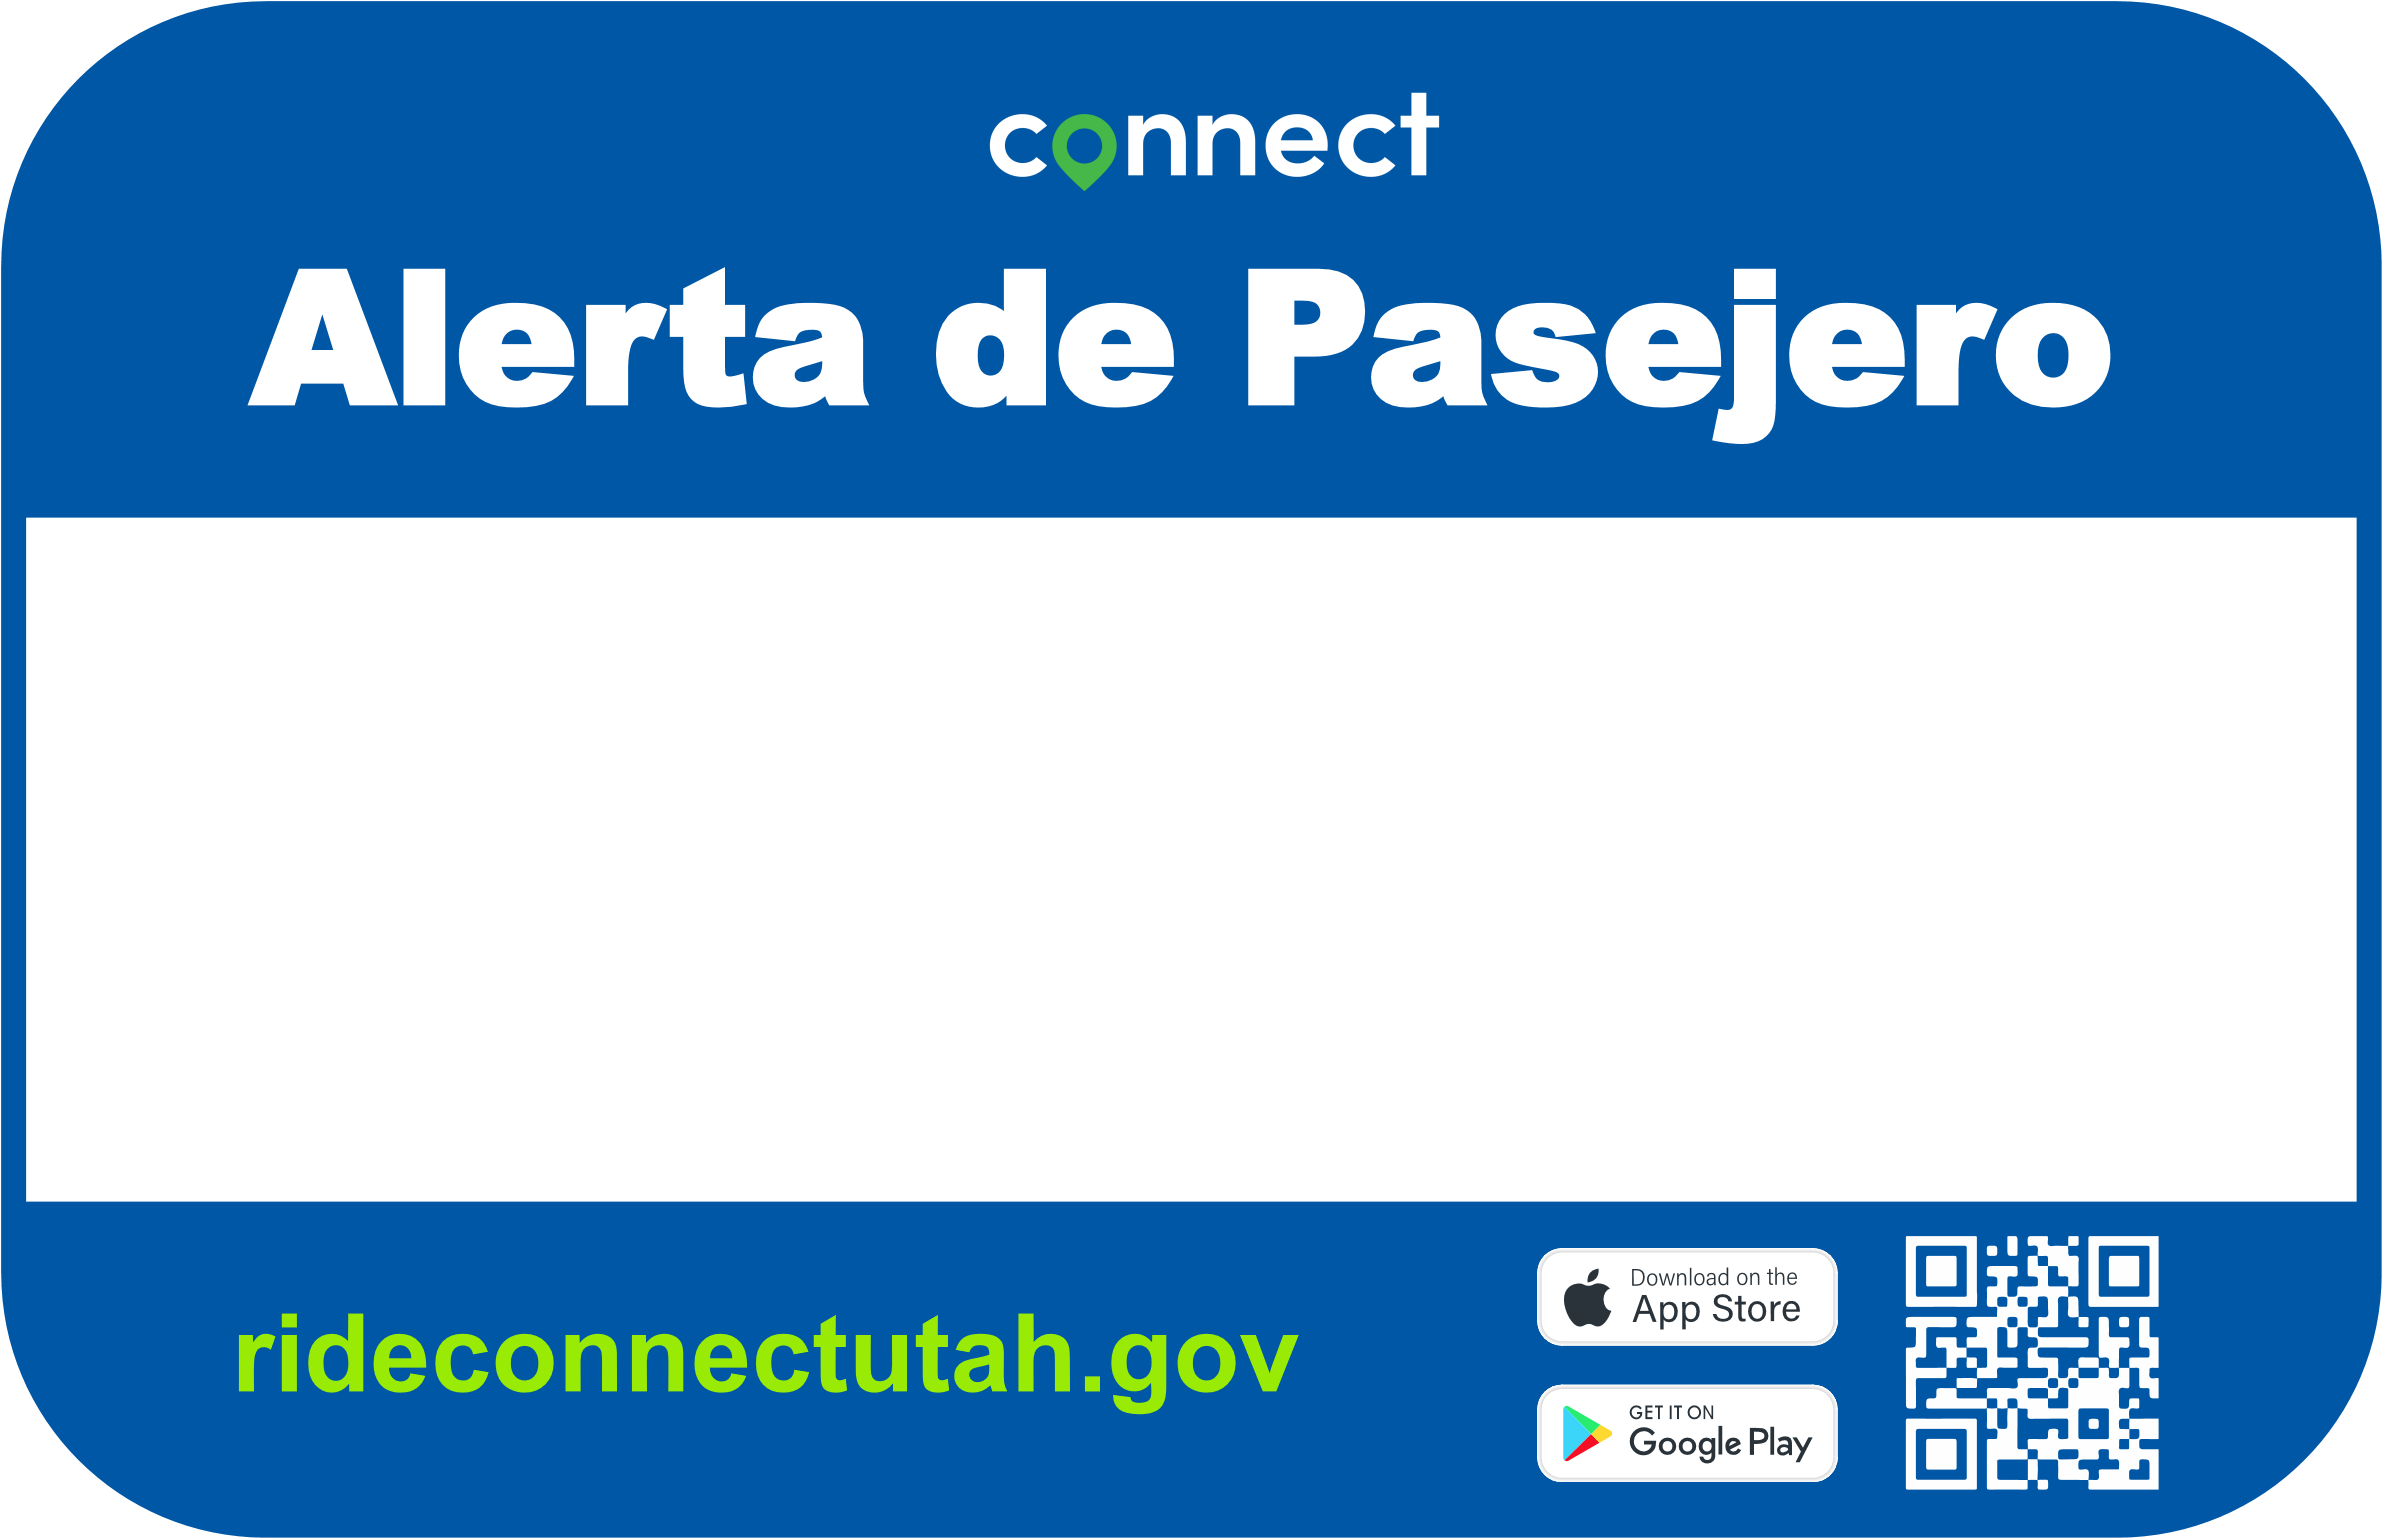 connect
Alerta de Pasejero
rideconnectutah.gov
Download on the
App Store
GET IT ON
Google Play